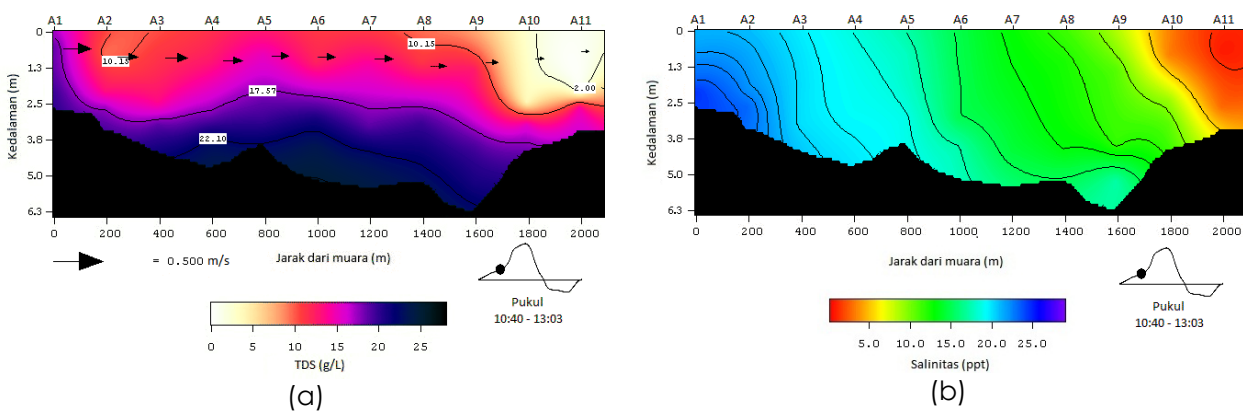 A1 A2 A3 A4 A5 A6 A7 A8 A9 A10 A11
0
1.3
2.5
3.8
5.0
6.3
Kedalaman (m)
10.15
10.15
17.57
22.10
2.00
0 200 400 600 800 1000 1200 1400 1600 1800 2000
= 0.500 m/s
Jarak dari muara (m)
Pukul
10:40 - 13:03
0 5 10 15 20 25
TDS (g/L)
(a)
A1 A2 A3 A4 A5 A6 A7 A8 A9 A10 A11
0
1.3
2.5
3.8
5.0
6.3
Kedalaman (m)
0 200 400 600 800 1000 1200 1400 1600 1800 2000
Jarak dari muara (m)
Pukul
10:40 - 13:03
5.0 10.0 15.0 20.0 25.0
Salinitas (ppt)
(b)